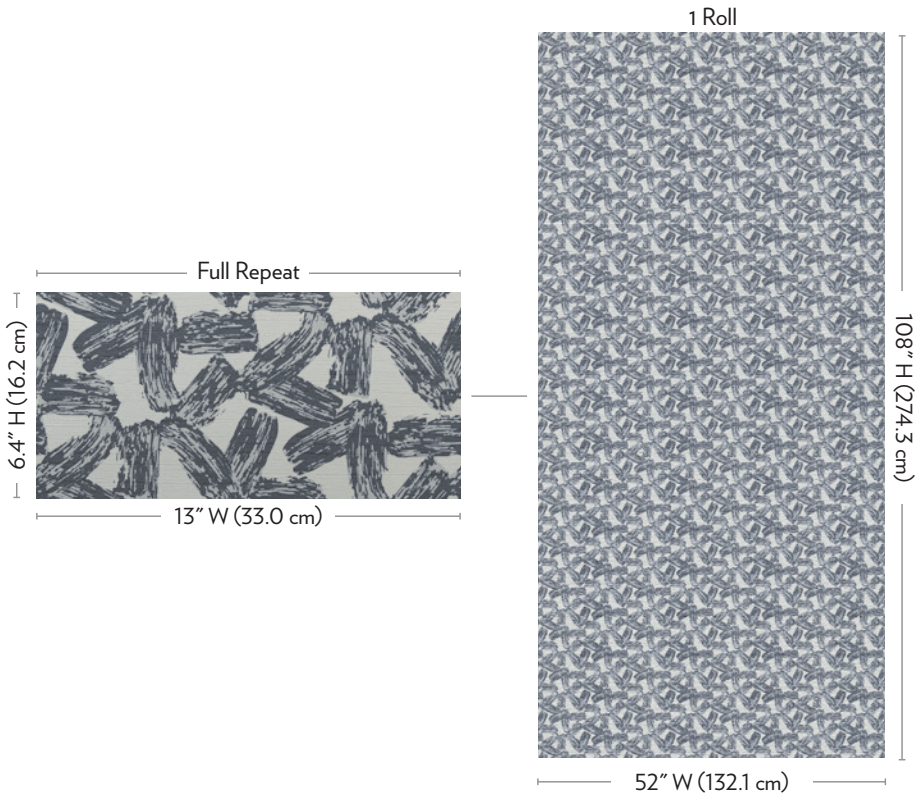 1 Roll
Full Repeat
6.4″ H (16.2 cm)
13″ W (33.0 cm)
108″ H (274.3 cm)
52″ W (132.1 cm)